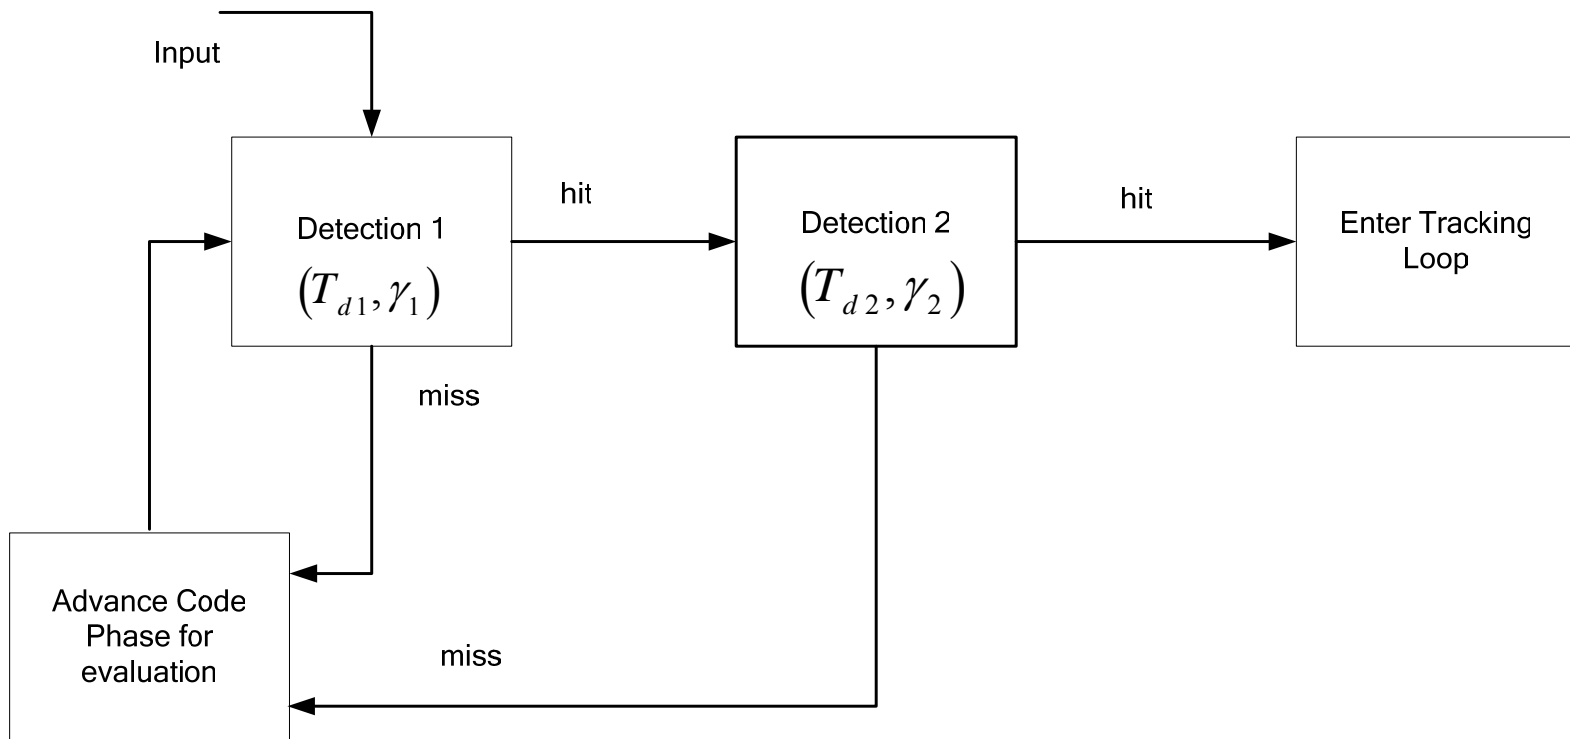 Input
hit
hit
Detection 1
(T_{d1}, γ_1)
Detection 2
(T_{d2}, γ_2)
Enter Tracking
Loop
miss
Advance Code
Phase for
evaluation
miss